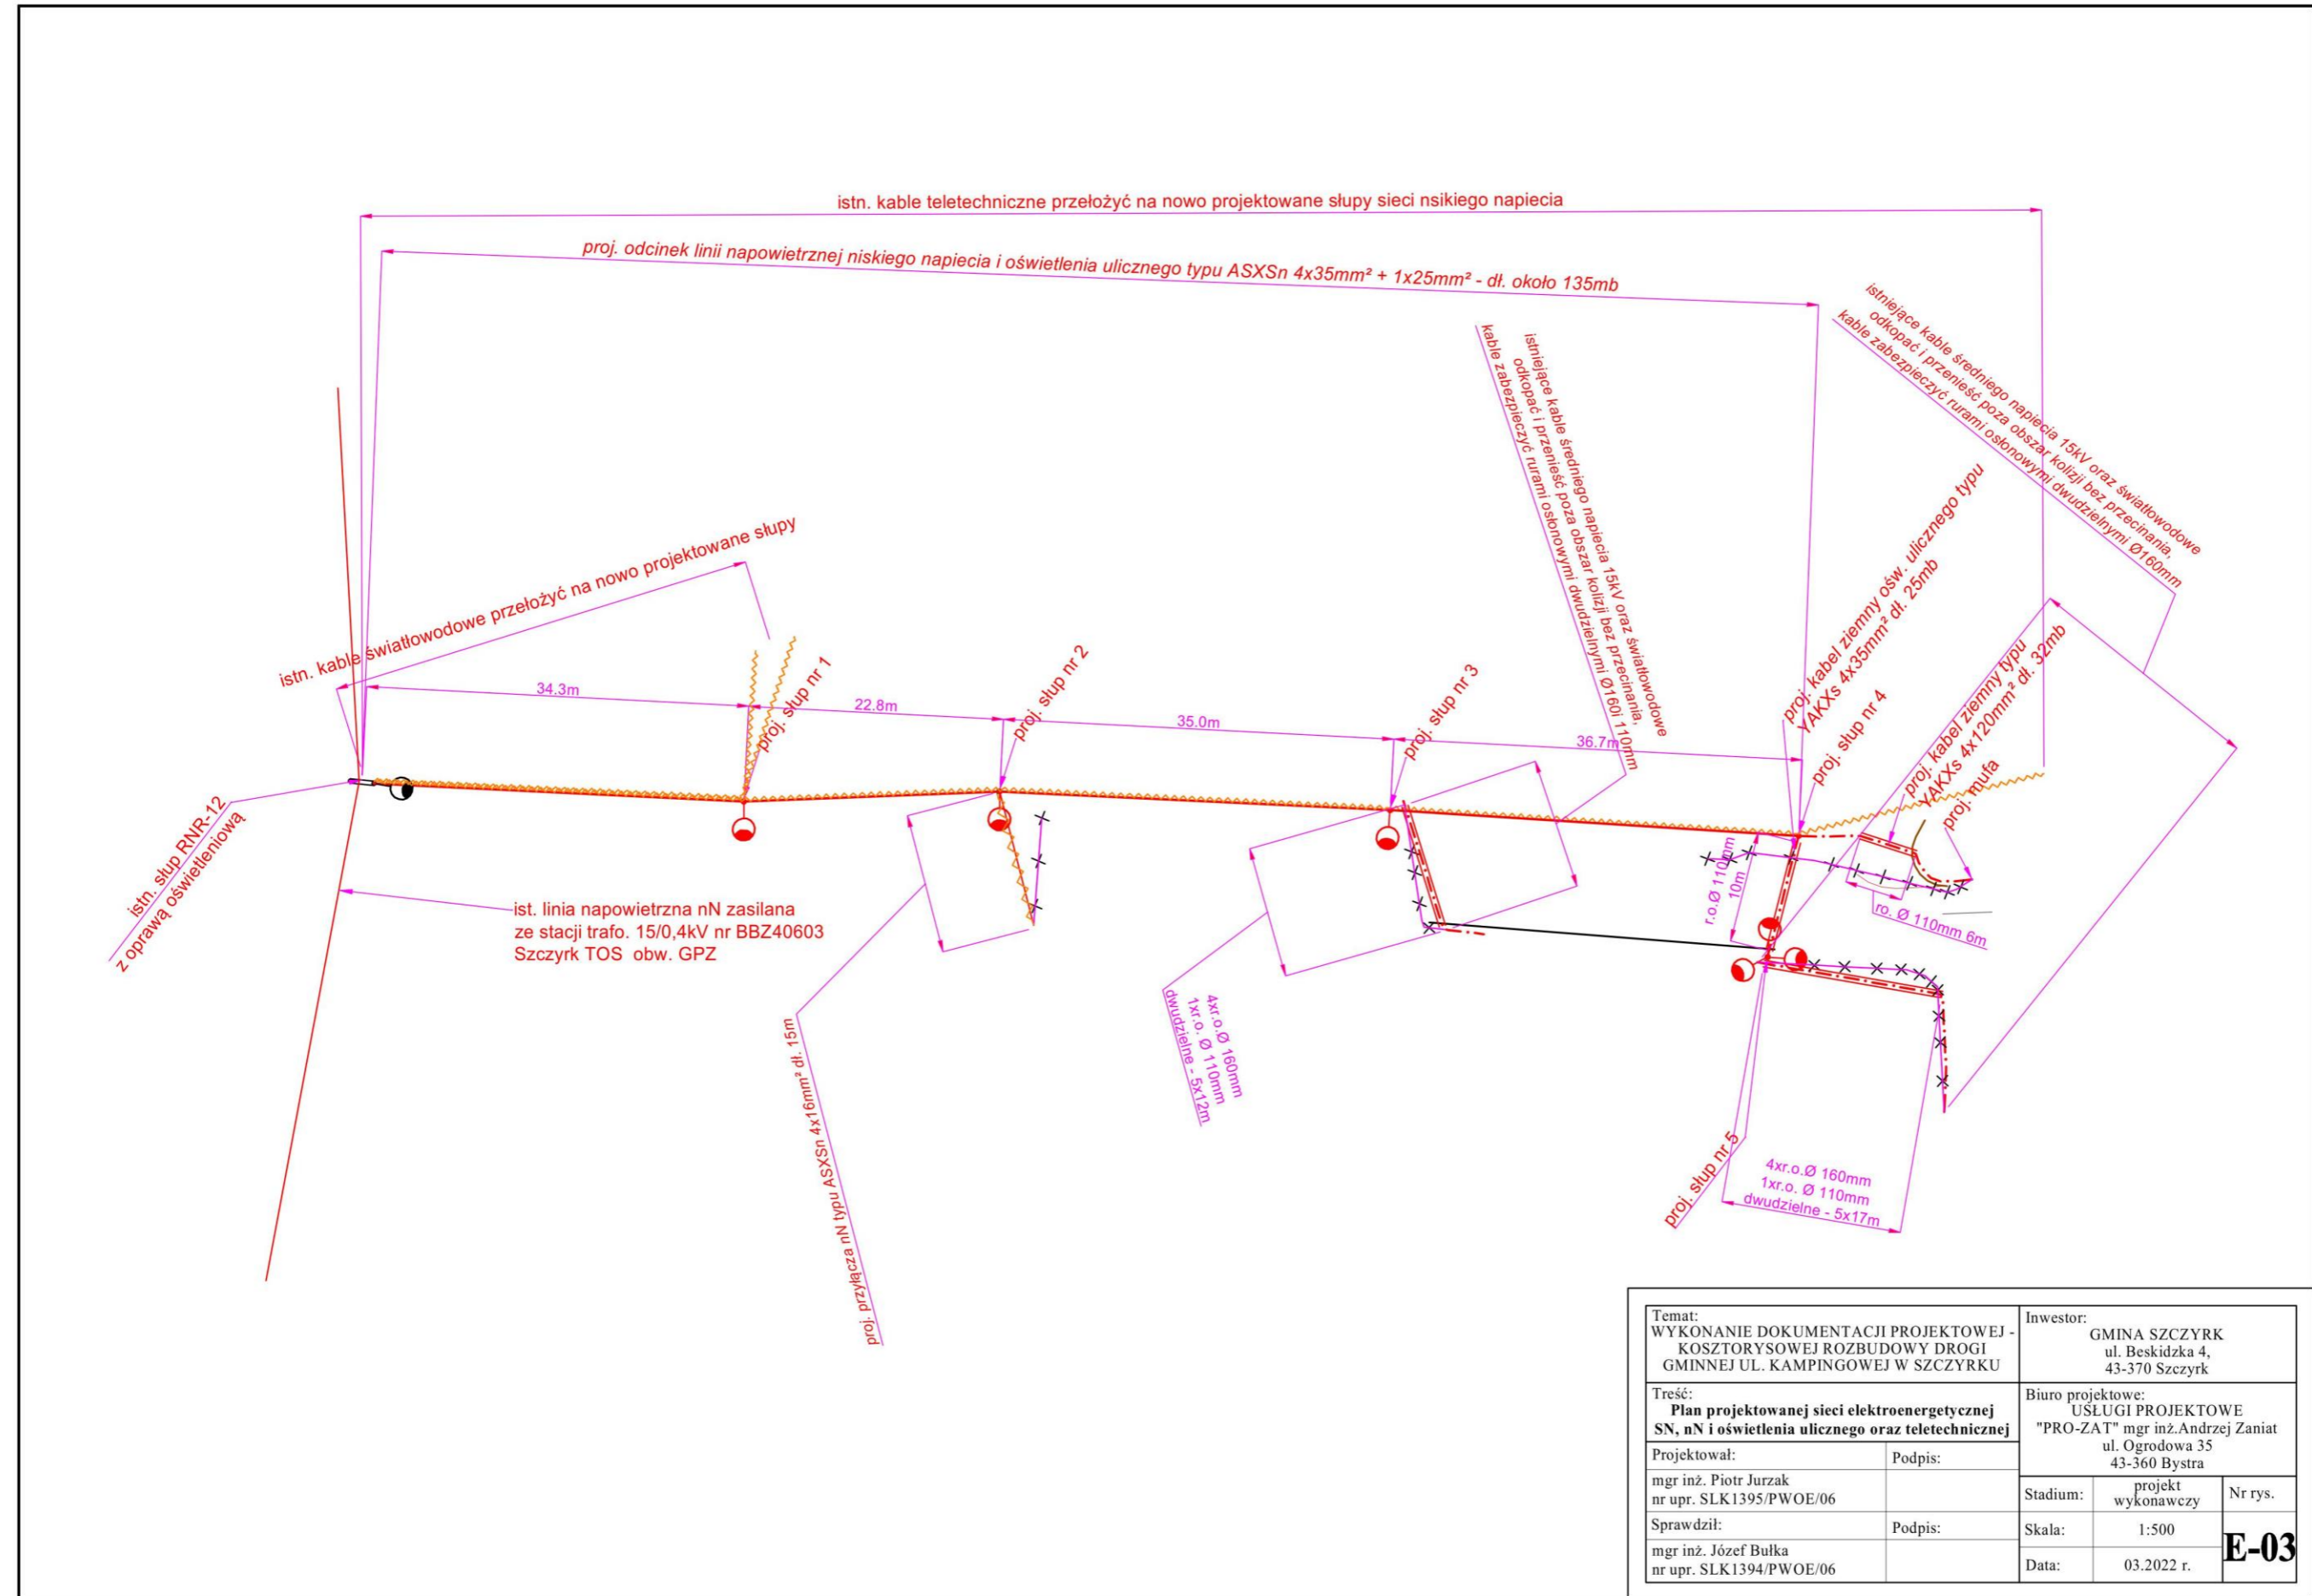 istn. kable teletechniczne przełożyć na nowo projektowane słupy sieci nsikiego napiecia
proj. odcinek linii napowietrznej niskiego napiecia i oświetlenia ulicznego typu ASXSn 4x35mm² + 1x25mm² - dł. około 135mb
istniejące kable średniego napięcia 15kV oraz światłowodowe
odkopać i przenieść poza obszar kolizji bez przecinania,
kable zabezpieczyć rurami osłonowymi dwudzielnymi Ø160mm
istniejące kable średniego napięcia 15kV oraz światłowodowe
odkopać i przenieść poza obszar kolizji bez przecinania,
kable zabezpieczyć rurami osłonowymi dwudzielnymi Ø160i 110mm
istn. kable światłowodowe przełożyć na nowo projektowane słupy
34.3m
22.8m
35.0m
36.7m
proj. słup nr 1
proj. słup nr 2
proj. słup nr 3
proj. kabel ziemny ośw. ulicznego typu
YAKXs 4x35mm² dł. 25mb
proj. słup nr 4
proj. kabel ziemny typu
YAKXs 4x120mm² dł. 32mb
proj. mufa
istn. słup RNR-12
z oprawą oświetleniową
ist. linia napowietrzna nN zasilana
ze stacji trafo. 15/0,4kV nr BBZ40603
Szczyrk TOS obw. GPZ
r.o.Ø 110mm
10m
ro. Ø 110mm 6m
proj. przyłącza nN typu ASXSn 4x16mm² dł. 15m
4xr.o.Ø 160mm
1xr.o. Ø 110mm
dwudzielne - 5x12m
proj. słup nr 5
4xr.o.Ø 160mm
1xr.o. Ø 110mm
dwudzielne - 5x17m
Temat:
WYKONANIE DOKUMENTACJI PROJEKTOWEJ -
KOSZTORYSOWEJ ROZBUDOWY DROGI
GMINNEJ UL. KAMPINGOWEJ W SZCZYRKU
Inwestor:
GMINA SZCZYRK
ul. Beskidzka 4,
43-370 Szczyrk
Treść:
Plan projektowanej sieci elektroenergetycznej
SN, nN i oświetlenia ulicznego oraz teletechnicznej
Biuro projektowe:
USŁUGI PROJEKTOWE
"PRO-ZAT" mgr inż.Andrzej Zaniat
ul. Ogrodowa 35
43-360 Bystra
Projektował:
Podpis:
mgr inż. Piotr Jurzak
nr upr. SLK1395/PWOE/06
Stadium:
projekt
wykonawczy
Nr rys.
Sprawdził:
Podpis:
Skala:
1:500
E-03
mgr inż. Józef Bułka
nr upr. SLK1394/PWOE/06
Data:
03.2022 r.